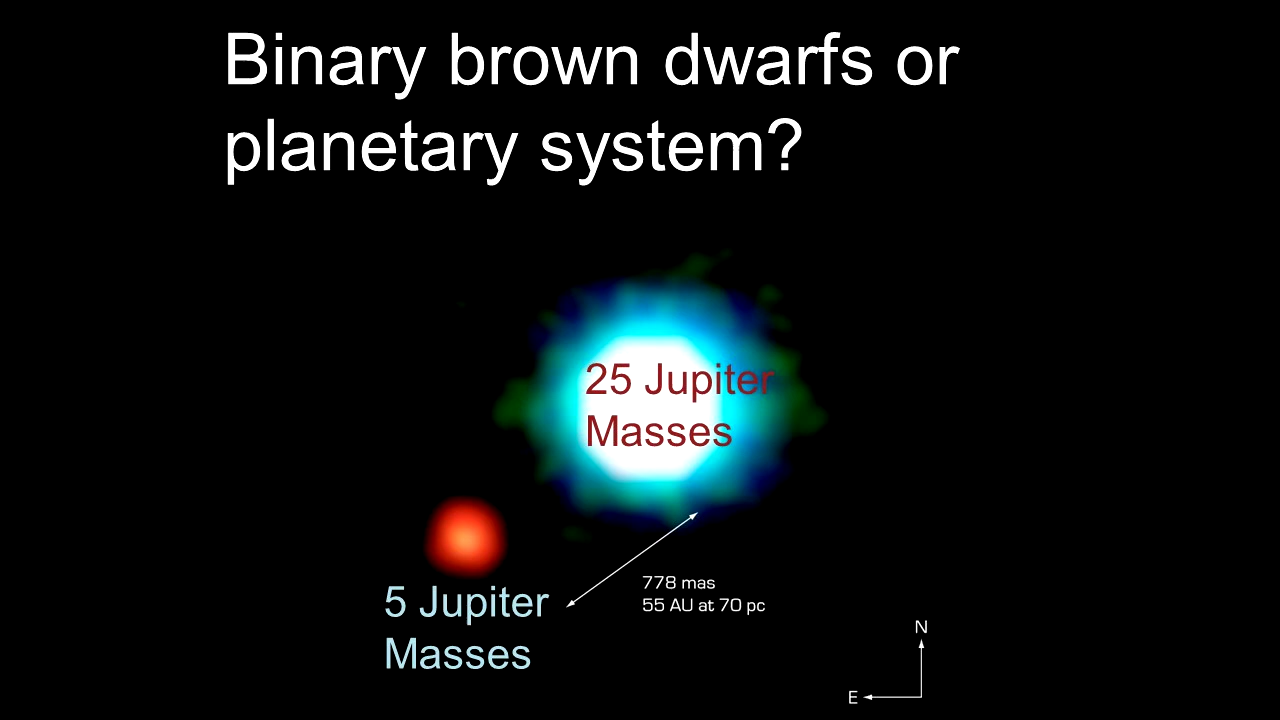 Binary brown dwarfs or
planetary system?
25 Jupiter
Masses
5 Jupiter
Masses
778 mas
55 AU at 70 pc
N
E